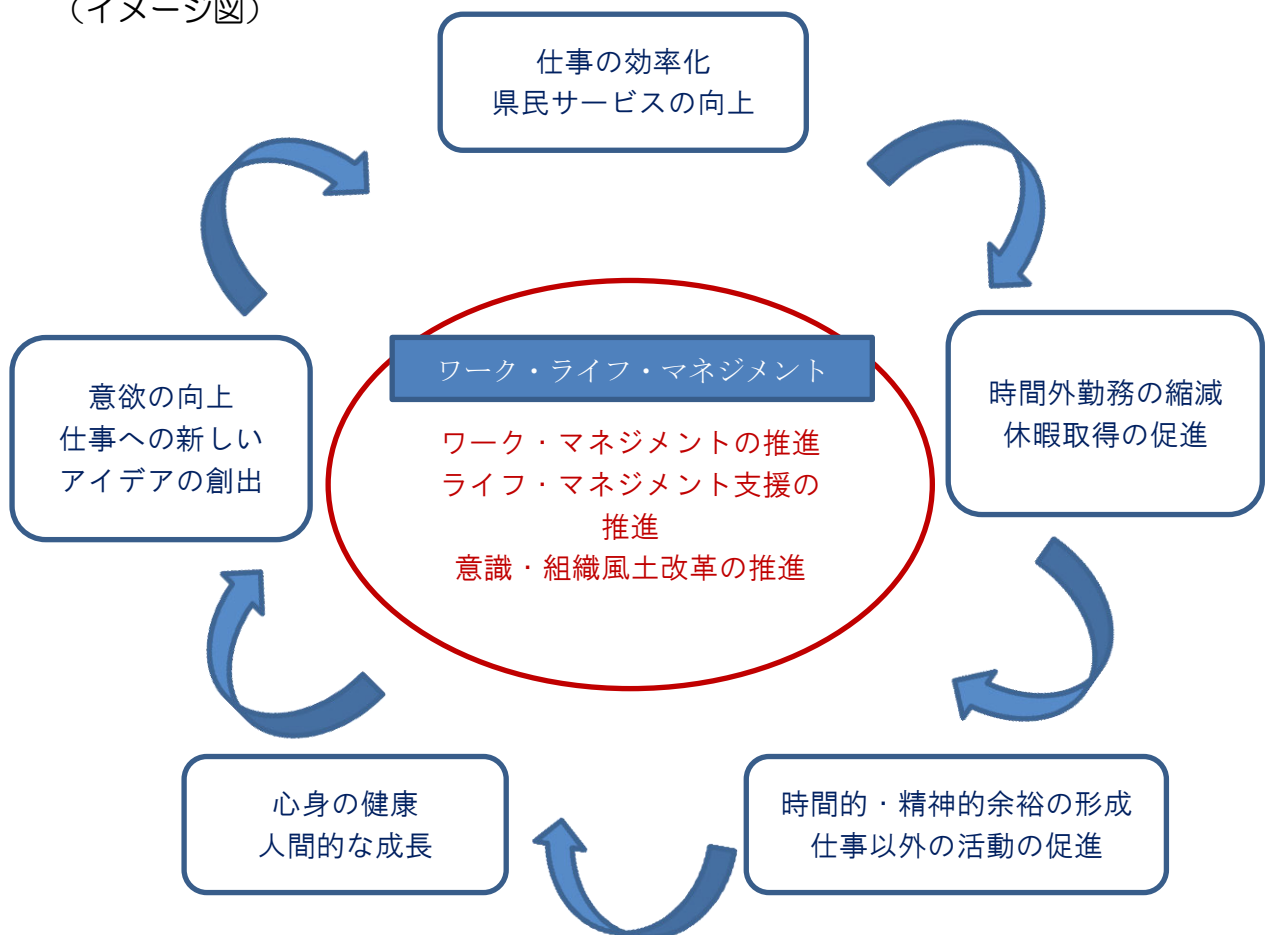 （イメージ図）
仕事の効率化
県民サービスの向上
ワーク・ライフ・マネジメント
ワーク・マネジメントの推進
ライフ・マネジメント支援の
推進
意識・組織風土改革の推進
時間外勤務の縮減
休暇取得の促進
時間的・精神的余裕の形成
仕事以外の活動の促進
心身の健康
人間的な成長
意欲の向上
仕事への新しい
アイデアの創出